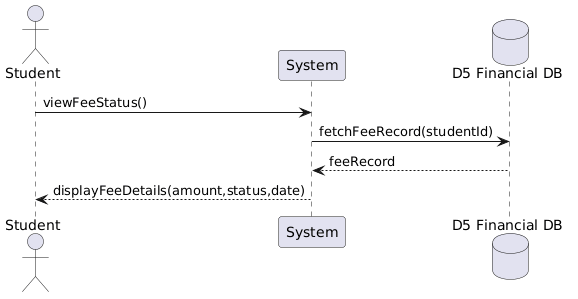 Student
System
D5 Financial DB
viewFeeStatus()
fetchFeeRecord(studentId)
feeRecord
displayFeeDetails(amount,status,date)
Student
System
D5 Financial DB